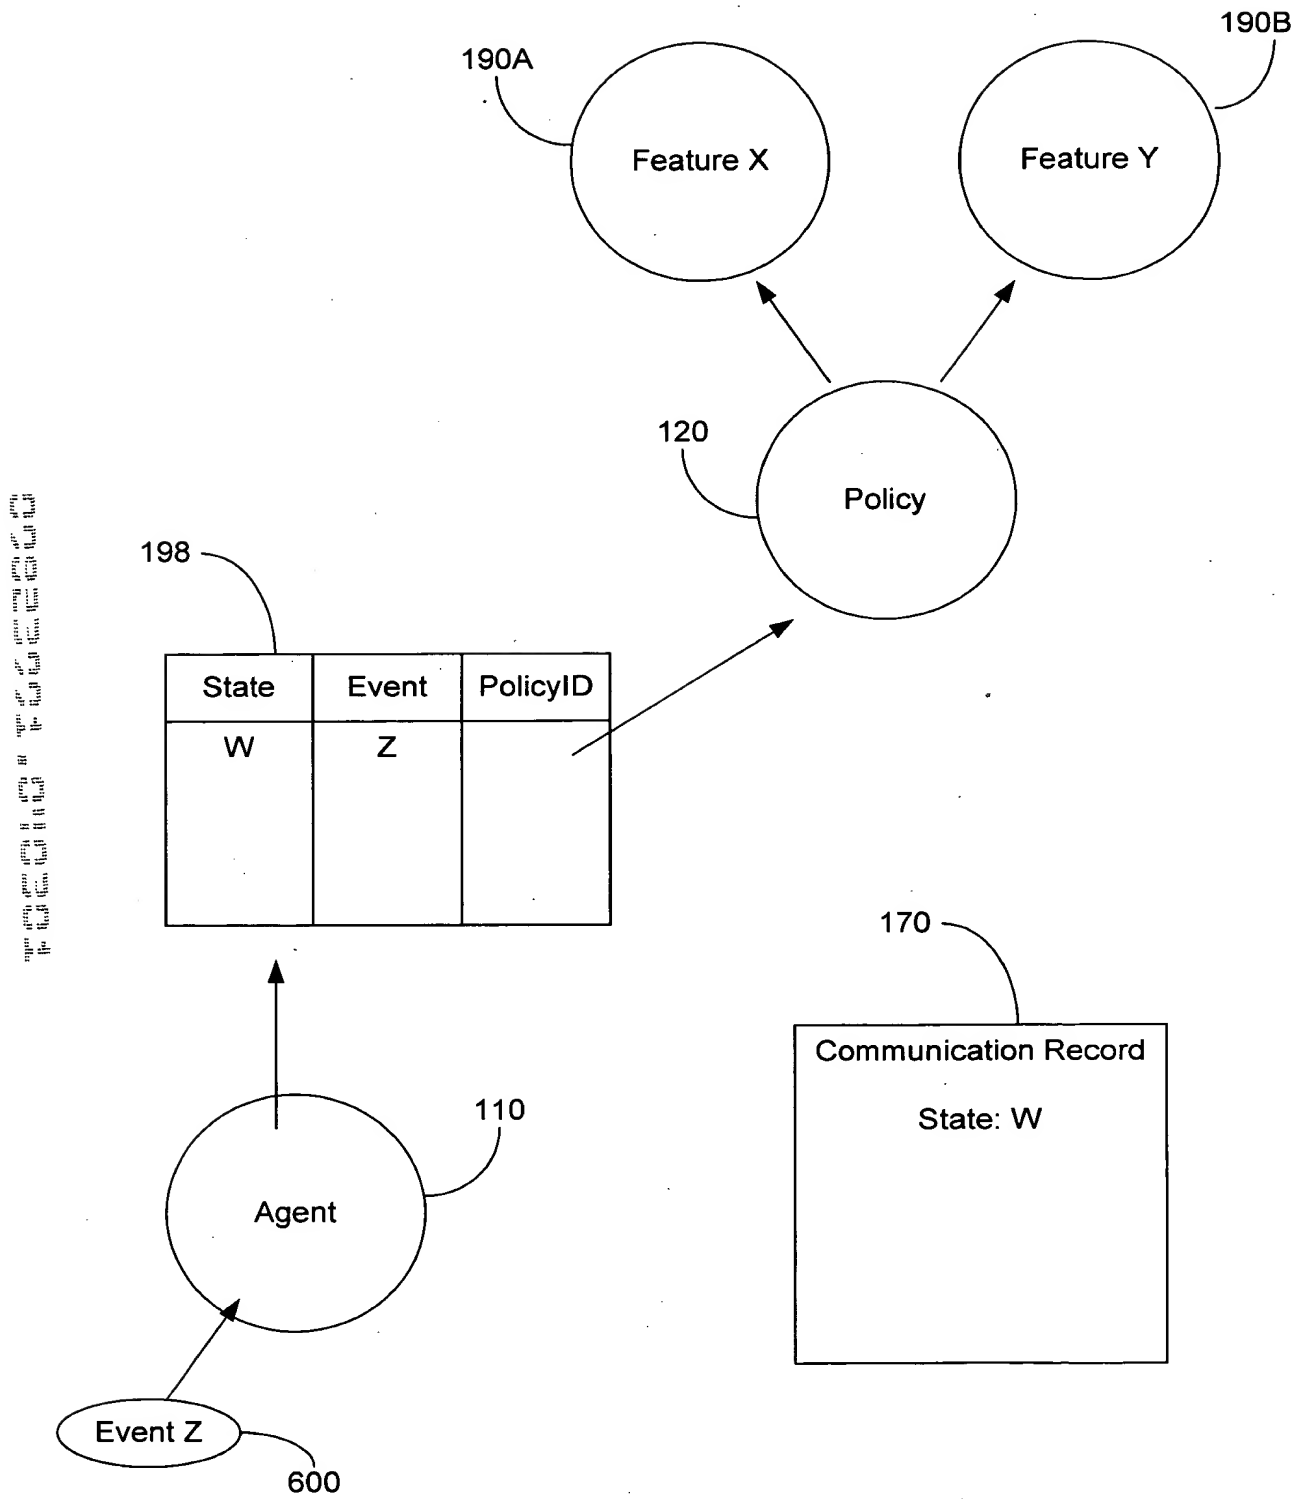 190B
190A
Feature X
Feature Y
120
Policy
198
State Event PolicyID
W Z
170
Communication Record
State: W
110
Agent
Event Z
600